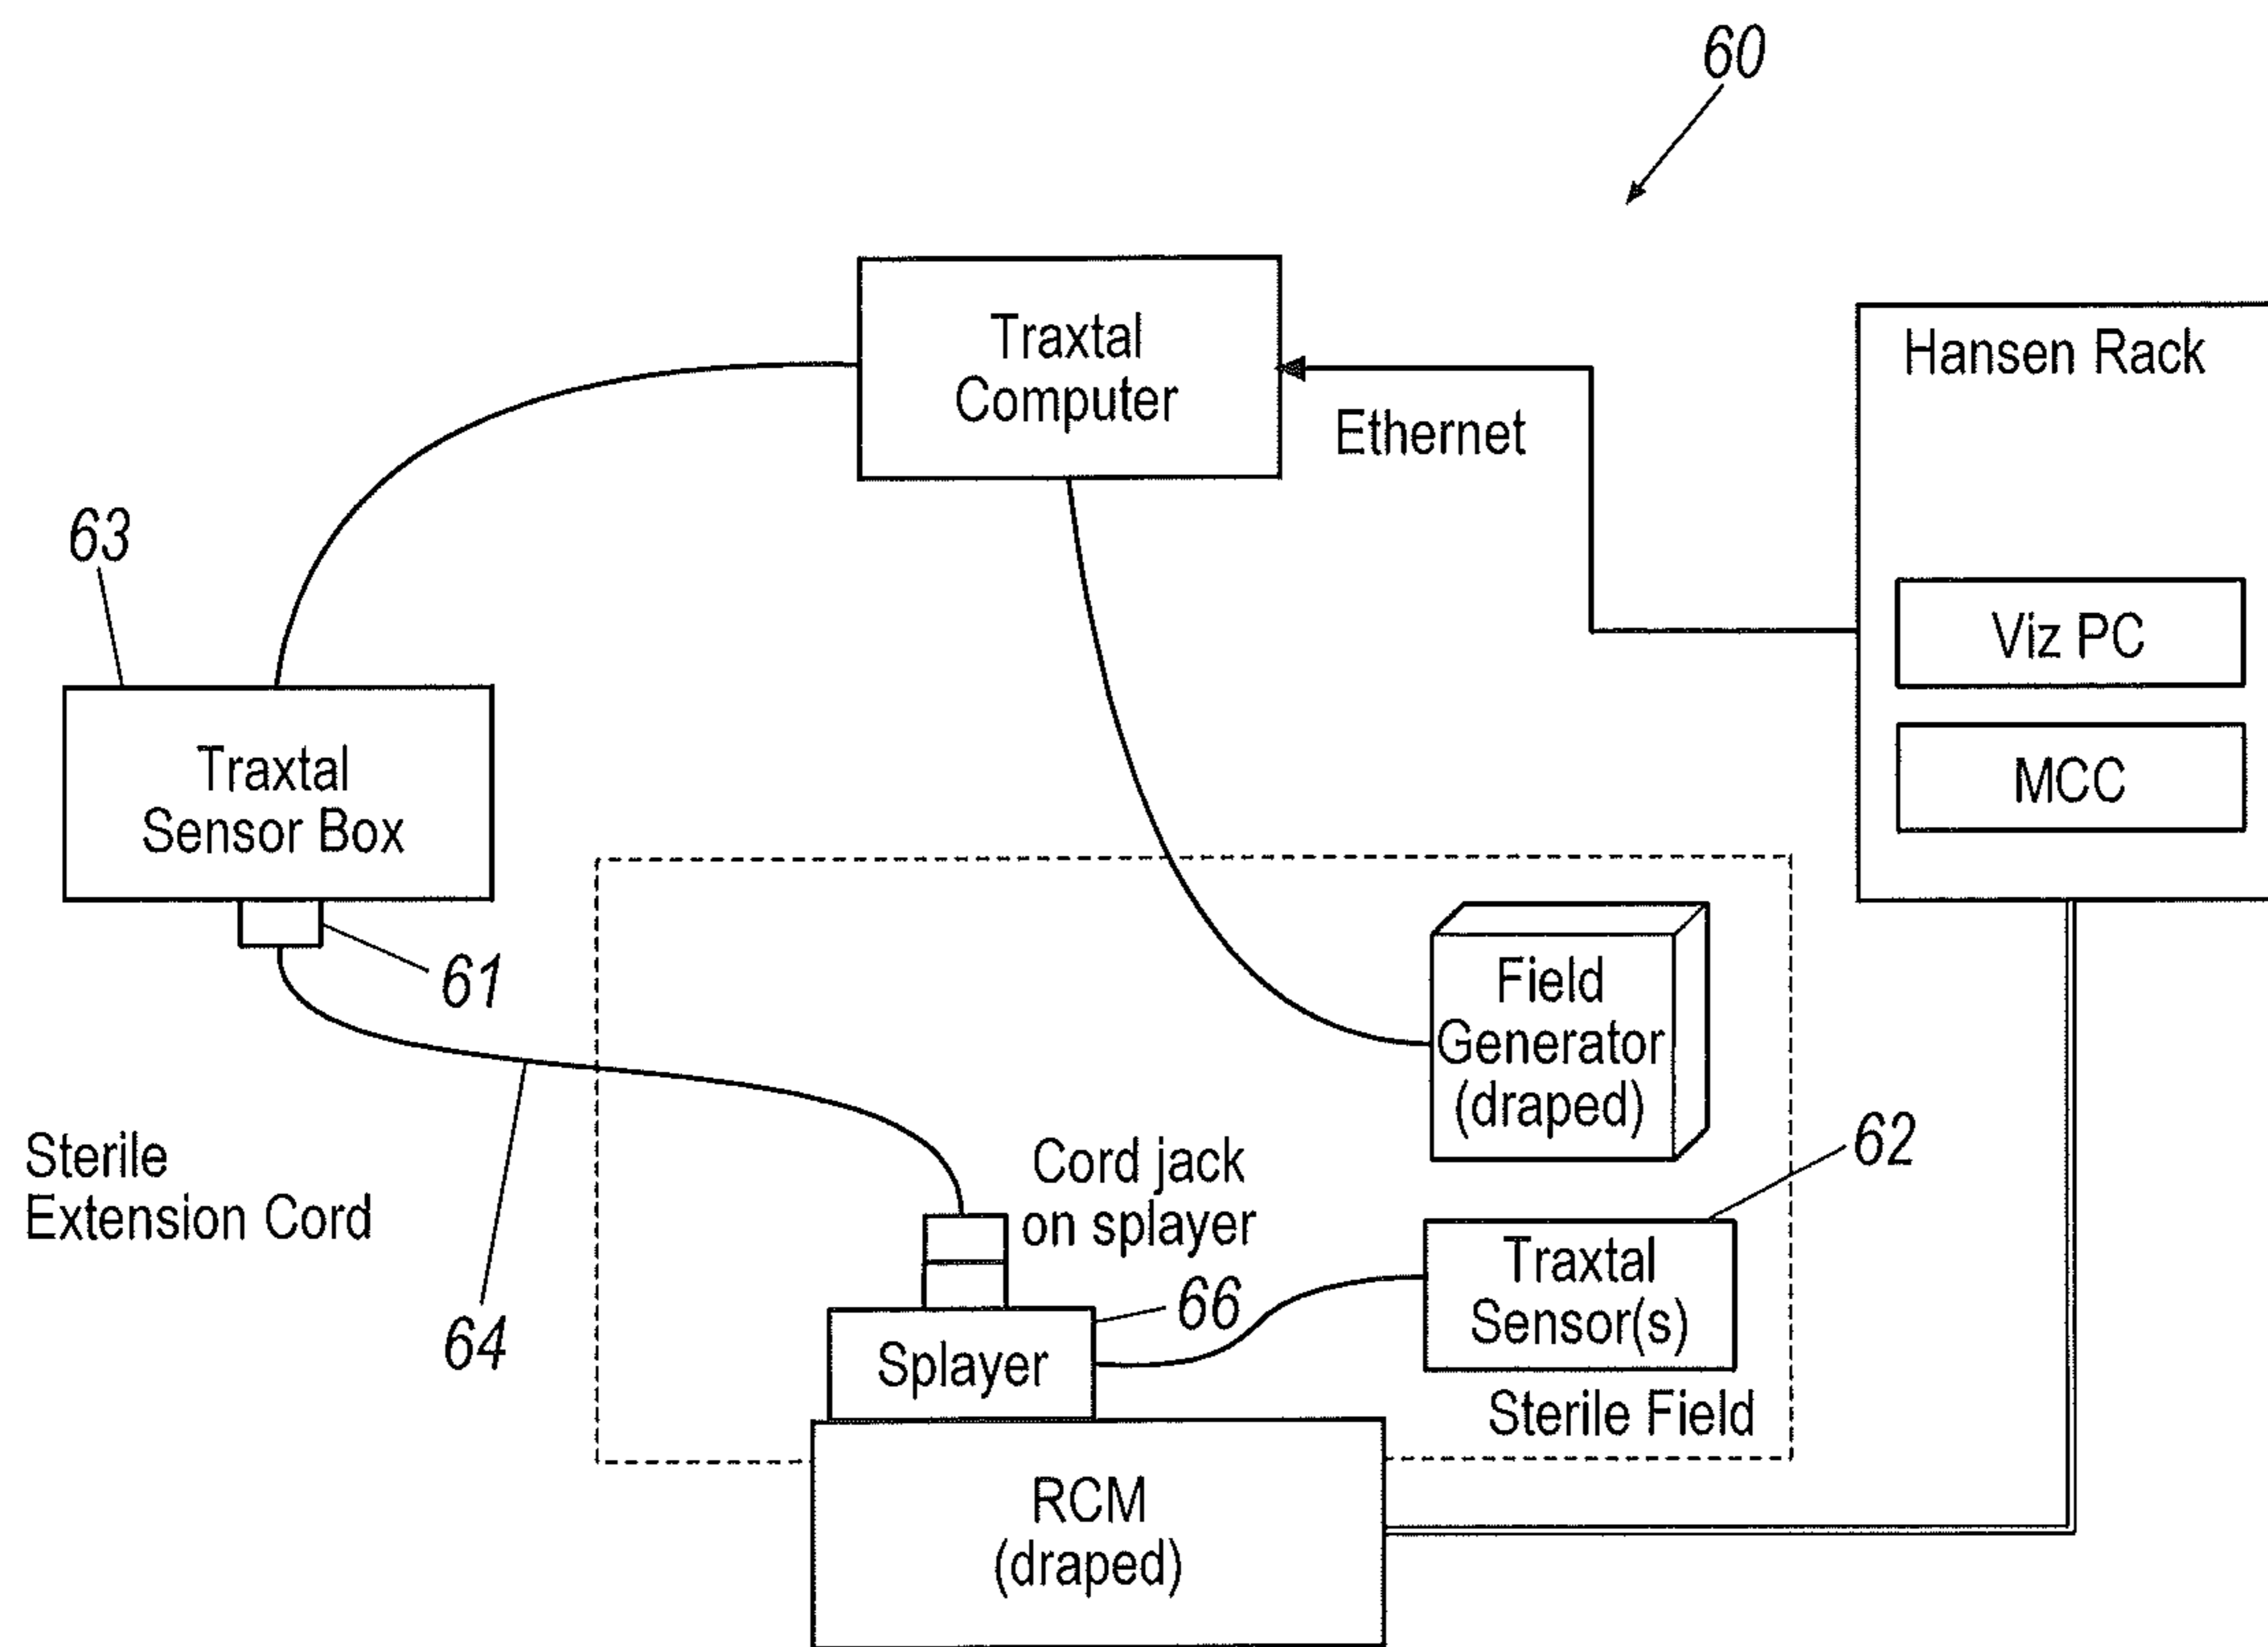 60
Traxtal
Computer
Ethernet
Hansen Rack
Viz PC
MCC
63
Traxtal
Sensor Box
61
Field
Generator
(draped)
Sterile
Extension Cord
64
Cord jack
on splayer
62
66
Traxtal
Sensor(s)
Splayer
Sterile Field
RCM
(draped)